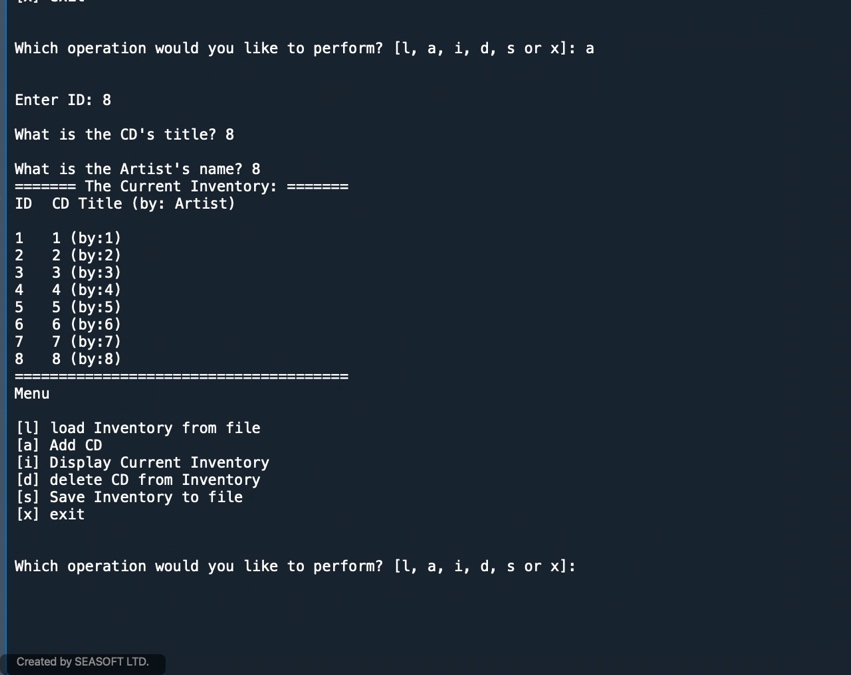 [x] exit
Which operation would you like to perform? [l, a, i, d, s or x]: a
Enter ID: 8
What is the CD's title? 8
What is the Artist's name? 8
======= The Current Inventory: =======
ID  CD Title (by: Artist)
1   1 (by:1)
2   2 (by:2)
3   3 (by:3)
4   4 (by:4)
5   5 (by:5)
6   6 (by:6)
7   7 (by:7)
8   8 (by:8)
======================================
Menu
[l] load Inventory from file
[a] Add CD
[i] Display Current Inventory
[d] delete CD from Inventory
[s] Save Inventory to file
[x] exit
Which operation would you like to perform? [l, a, i, d, s or x]:
Created by SEASOFT LTD.